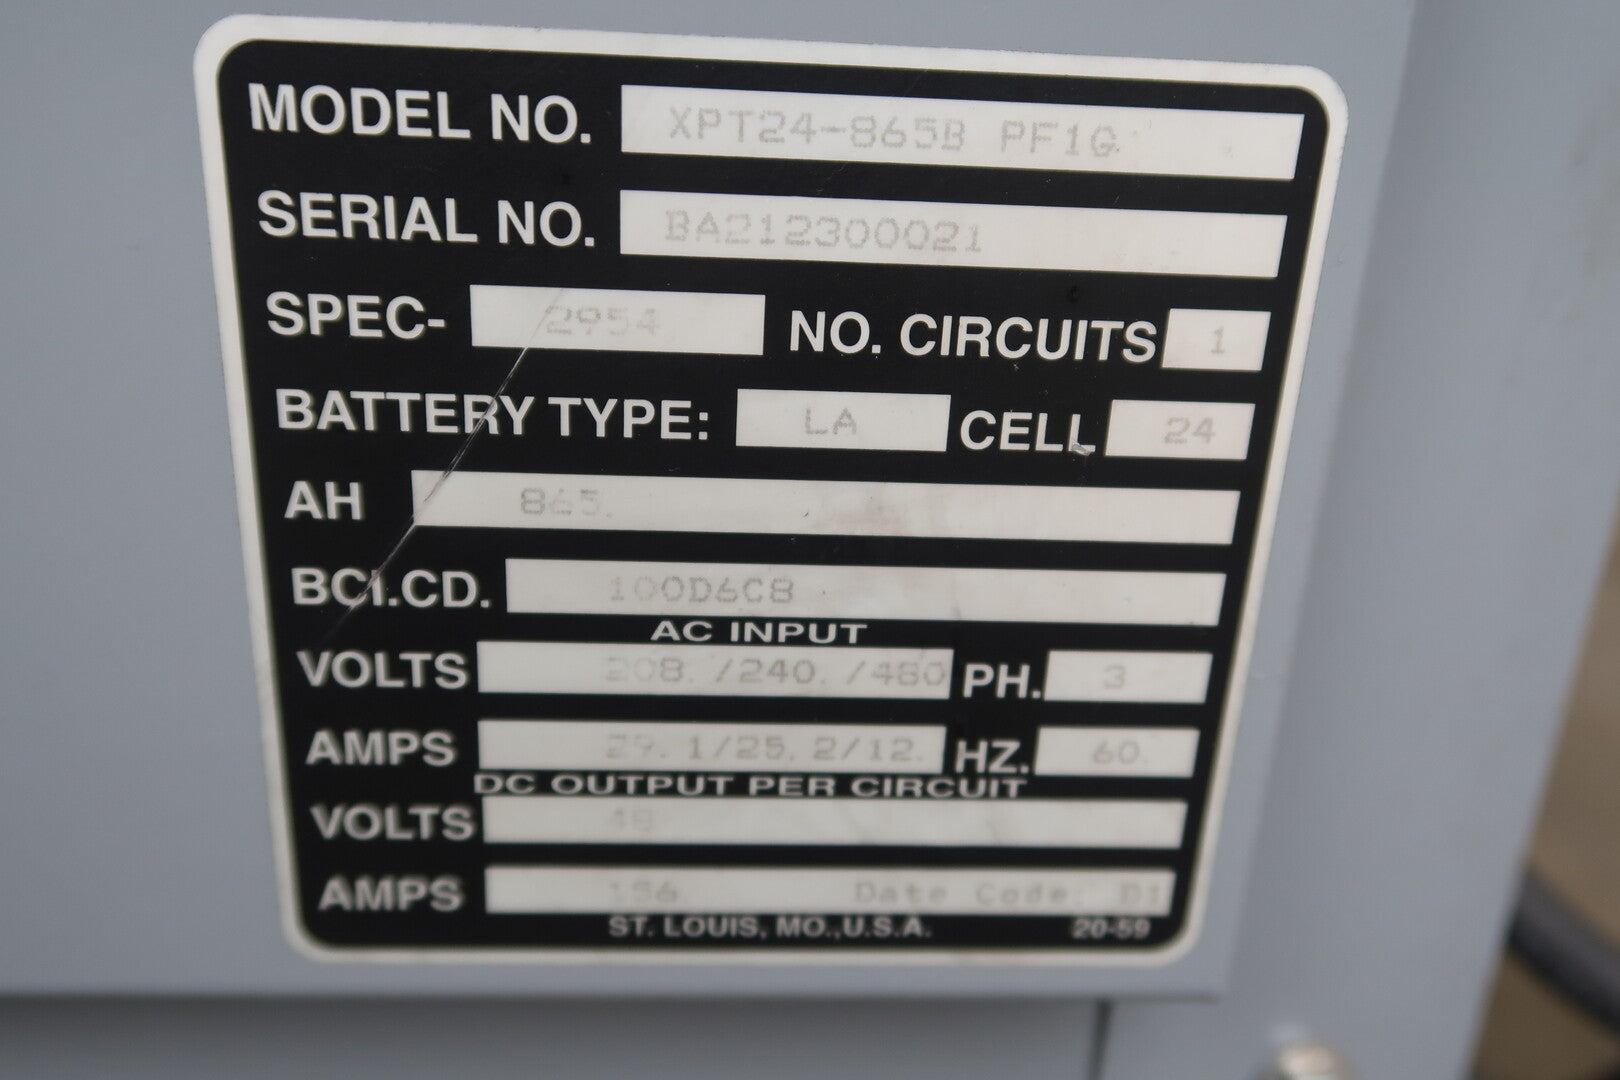 MODEL NO. XPT24-865B PF1G
SERIAL NO. BA212300021
SPEC- 2954 NO. CIRCUITS 1
BATTERY TYPE: LA CELL 24
AH 865.
BCI.CD. 100D6C8
AC INPUT
VOLTS 208. /240. /480 PH. 3
AMPS 29. 1/25. 2/12. HZ. 60
DC OUTPUT PER CIRCUIT
VOLTS 48
AMPS 156. Date Code: D1
ST. LOUIS, MO.,U.S.A. 20-59